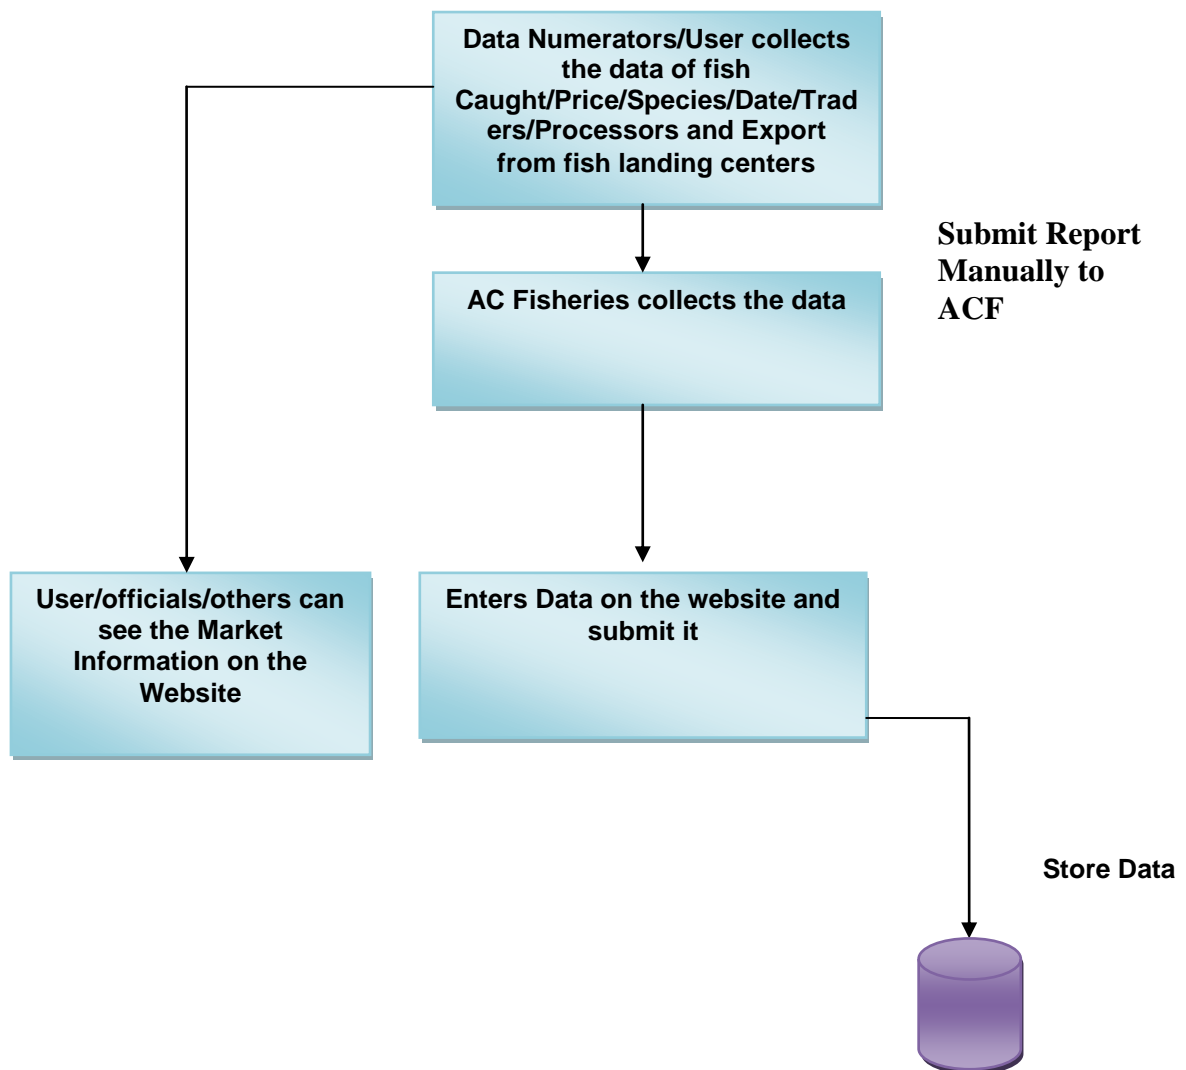 Data Numerators/User collects
the data of fish
Caught/Price/Species/Date/Trad
ers/Processors and Export
from fish landing centers
Submit Report
Manually to
ACF
AC Fisheries collects the data
User/officials/others can
see the Market
Information on the
Website
Enters Data on the website and
submit it
Store Data